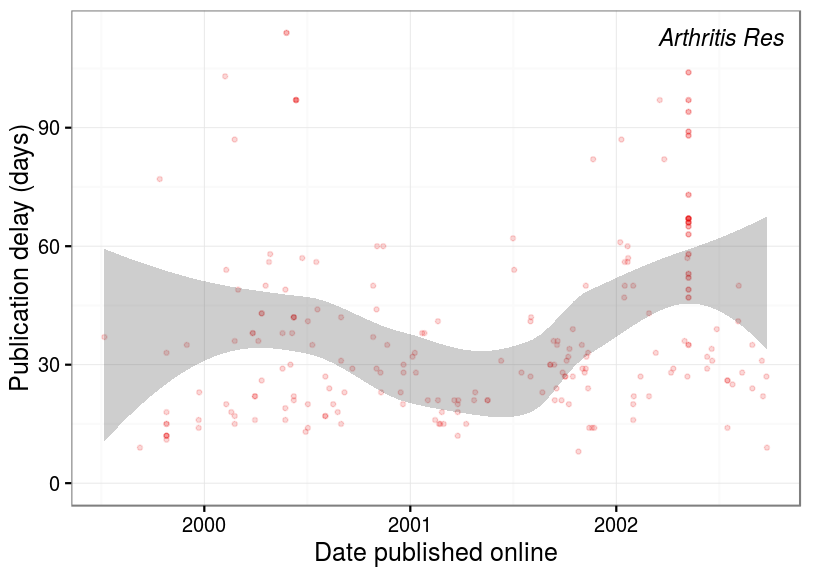 Arthritis Res
Publication delay (days)
90
60
30
0
2000 2001 2002
Date published online